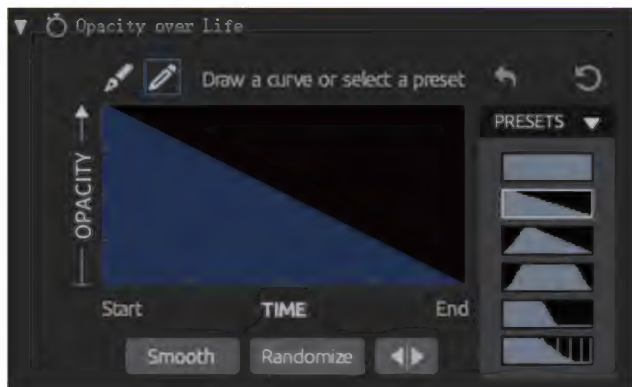 Opacity over Life
Draw a curve or select a preset
PRESETS
OPACITY
Start TIME End
Smooth Randomize